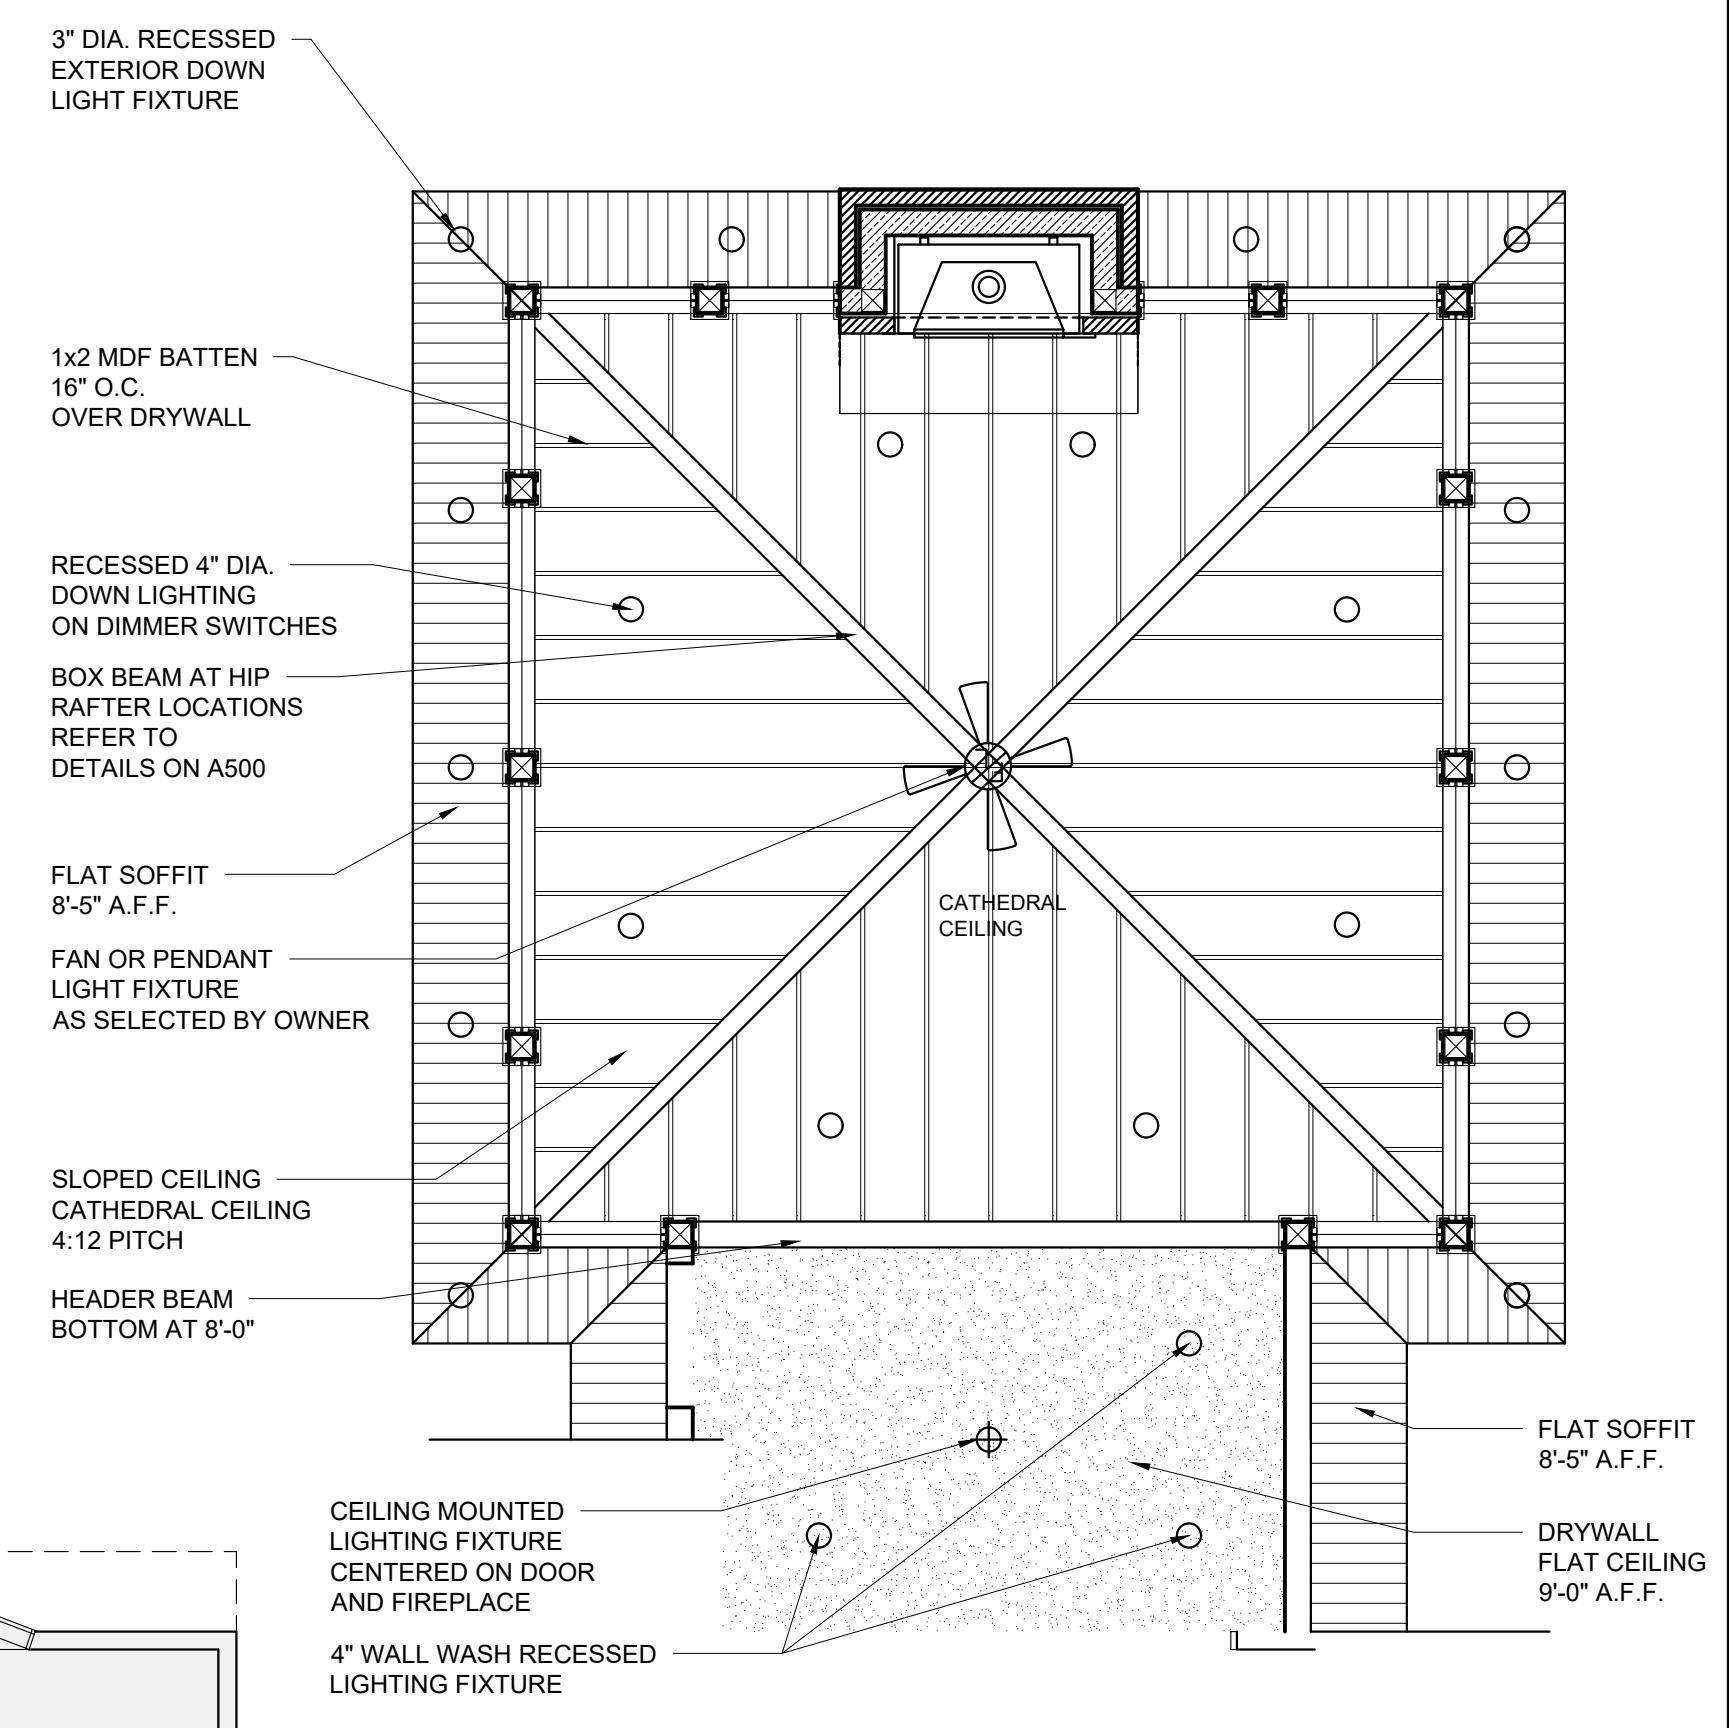 3" DIA. RECESSED
EXTERIOR DOWN
LIGHT FIXTURE
1x2 MDF BATTEN
16" O.C.
OVER DRYWALL
RECESSED 4" DIA.
DOWN LIGHTING
ON DIMMER SWITCHES
BOX BEAM AT HIP
RAFTER LOCATIONS
REFER TO
DETAILS ON A500
FLAT SOFFIT
8'-5" A.F.F.
CATHEDRAL
CEILING
FAN OR PENDANT
LIGHT FIXTURE
AS SELECTED BY OWNER
SLOPED CEILING
CATHEDRAL CEILING
4:12 PITCH
HEADER BEAM
BOTTOM AT 8'-0"
FLAT SOFFIT
8'-5" A.F.F.
CEILING MOUNTED
LIGHTING FIXTURE
CENTERED ON DOOR
AND FIREPLACE
DRYWALL
FLAT CEILING
9'-0" A.F.F.
4" WALL WASH RECESSED
LIGHTING FIXTURE